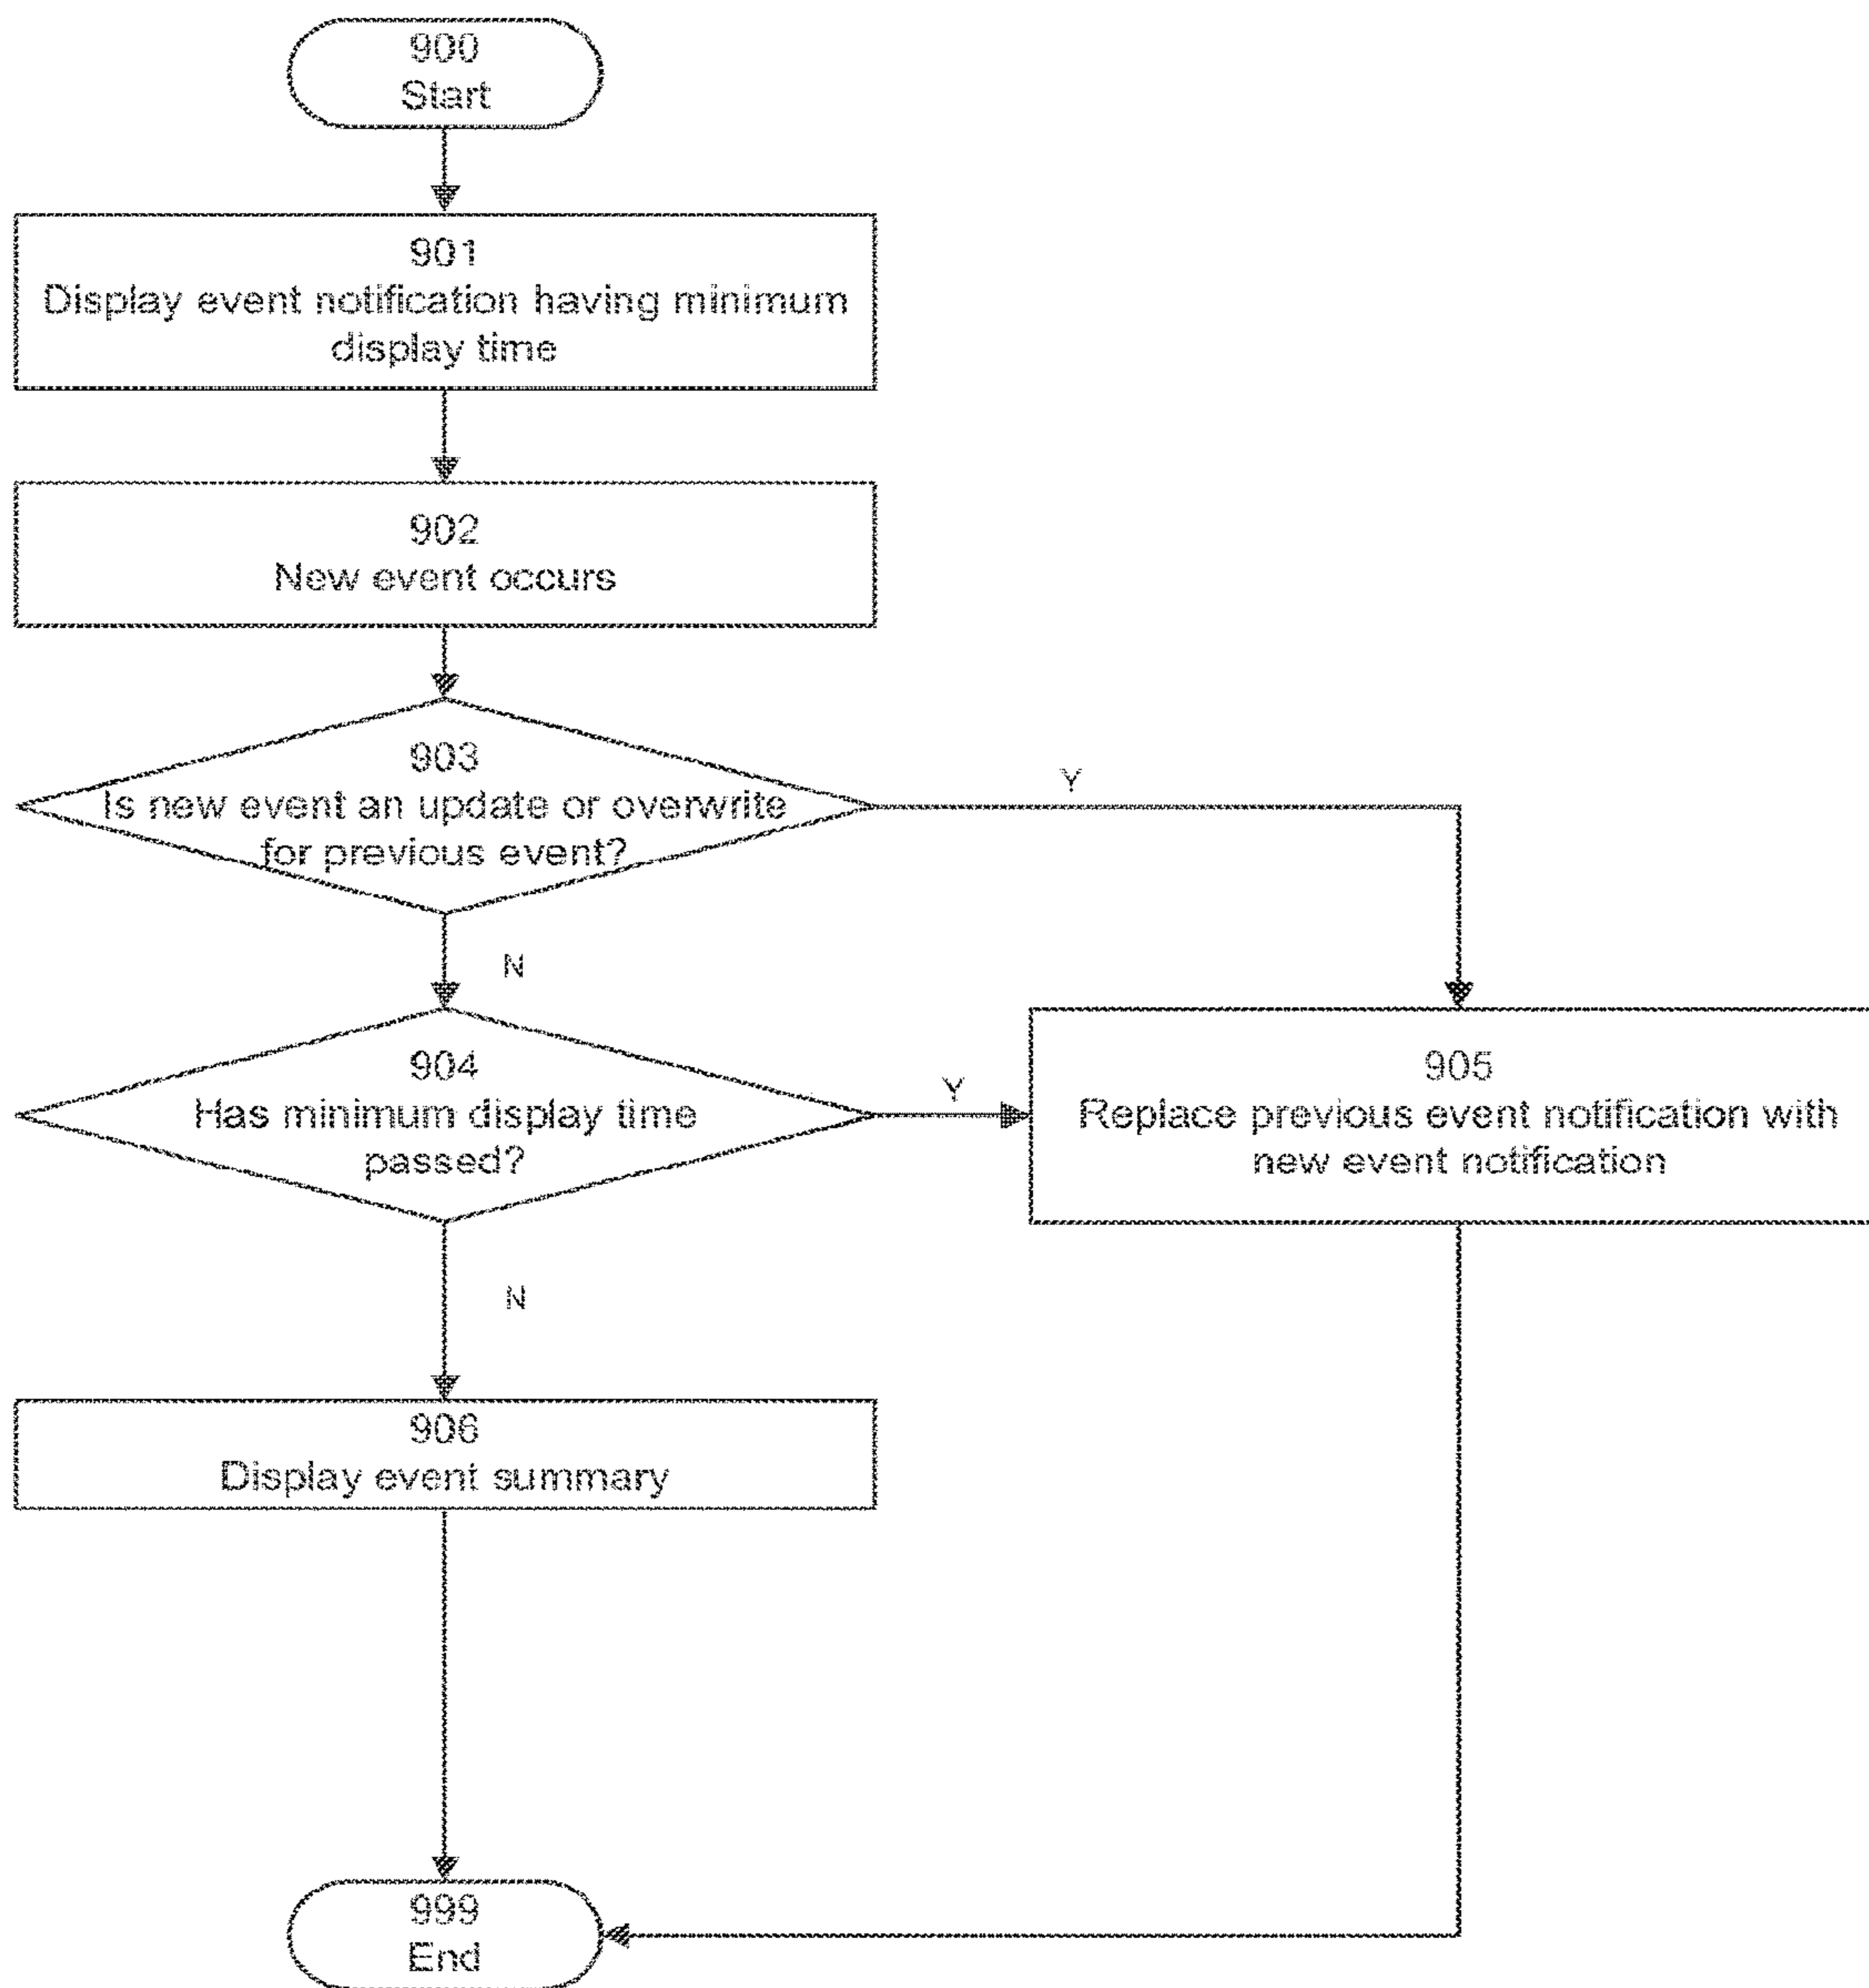 900
Start
901
Display event notification having minimum
display time
902
New event occurs
903
Is new event an update or overwrite
for previous event?
Y
N
904
Has minimum display time
passed?
Y
905
Replace previous event notification with
new event notification
N
906
Display event summary
999
End